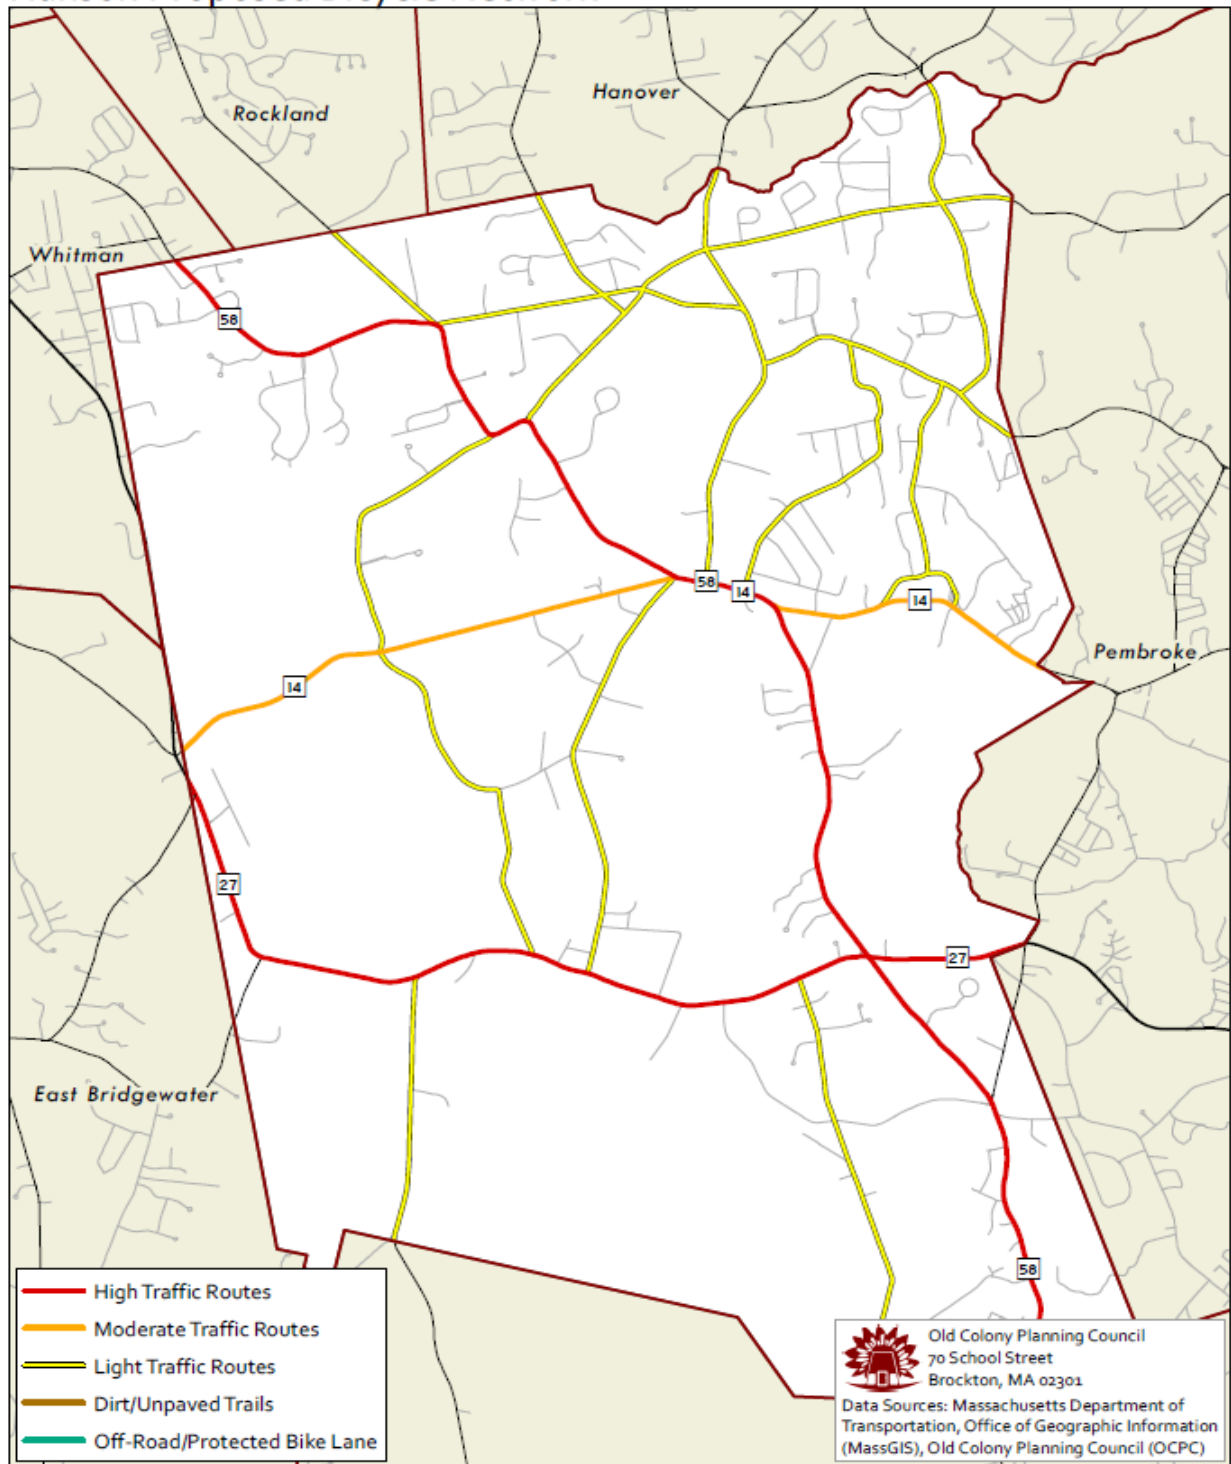 Hanover
Rockland
Whitman
58
58
14
14
Pembroke
14
27
27
East Bridgewater
58
High Traffic Routes
Moderate Traffic Routes
Light Traffic Routes
Dirt/Unpaved Trails
Off-Road/Protected Bike Lane
Old Colony Planning Council
70 School Street
Brockton, MA 02301
Data Sources: Massachusetts Department of
Transportation, Office of Geographic Information
(MassGIS), Old Colony Planning Council (OCPC)